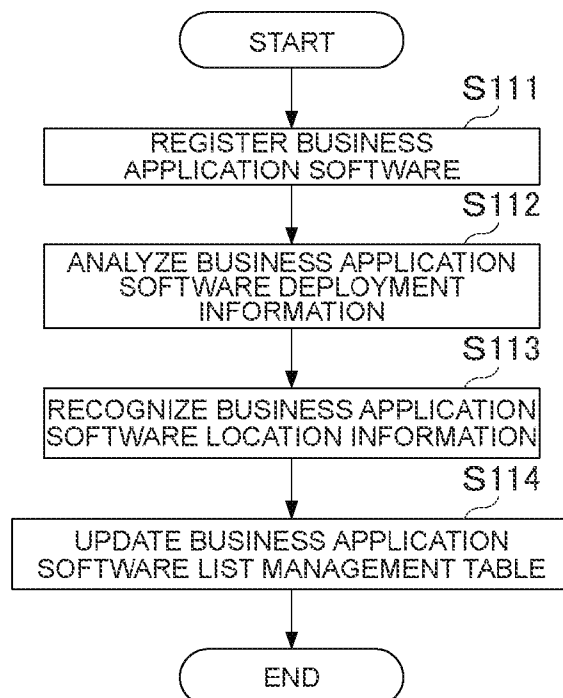 START
S111
REGISTER BUSINESS
APPLICATION SOFTWARE
S112
ANALYZE BUSINESS APPLICATION
SOFTWARE DEPLOYMENT
INFORMATION
S113
RECOGNIZE BUSINESS APPLICATION
SOFTWARE LOCATION INFORMATION
S114
UPDATE BUSINESS APPLICATION
SOFTWARE LIST MANAGEMENT TABLE
END